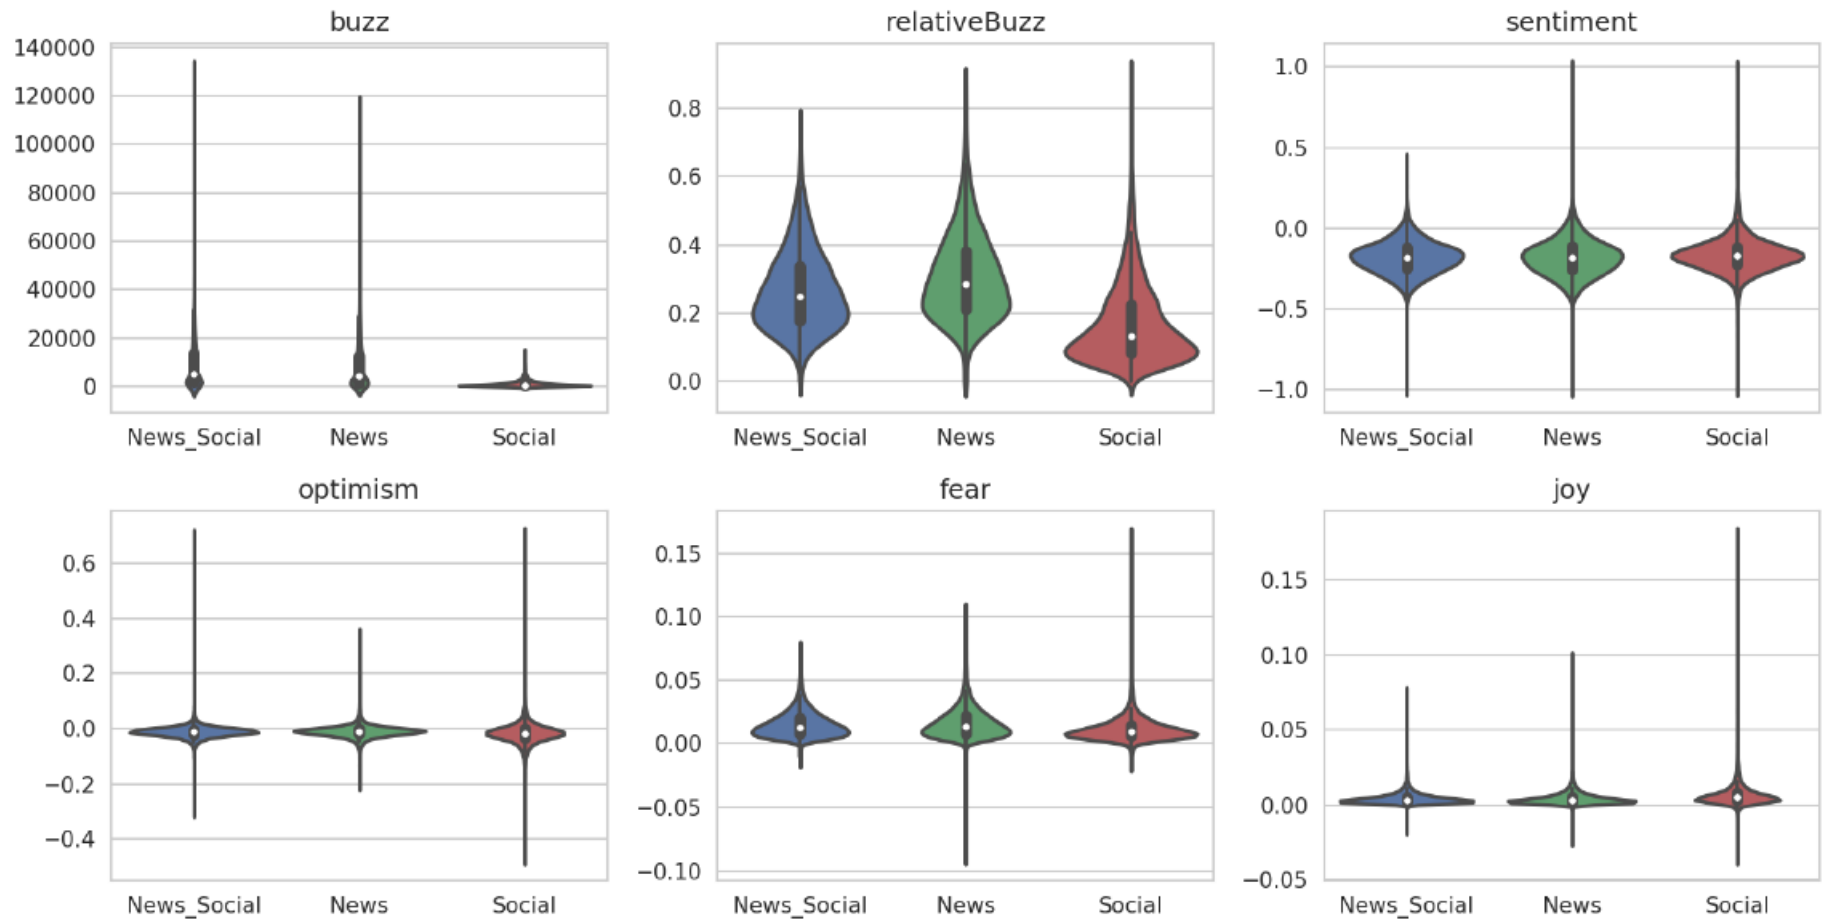 buzz
140000
120000
100000
80000
60000
40000
20000
0
News_Social News Social
relativeBuzz
0.8
0.6
0.4
0.2
0.0
News_Social News Social
sentiment
1.0
0.5
0.0
−0.5
−1.0
News_Social News Social
optimism
0.6
0.4
0.2
0.0
−0.2
−0.4
News_Social News Social
fear
0.15
0.10
0.05
0.00
−0.05
−0.10
News_Social News Social
joy
0.15
0.10
0.05
0.00
−0.05
News_Social News Social